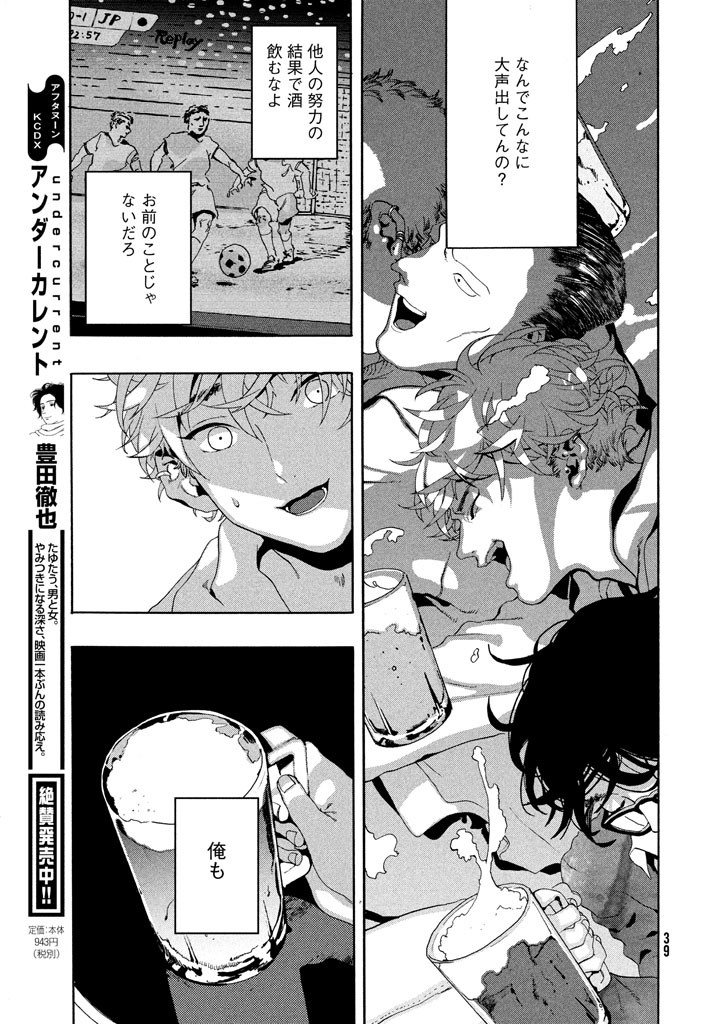 なんでこんなに
大声出してんの？
他人の努力の
結果で酒
飲むなよ
0-1 JP
22:57
Replay
お前のことじゃ
ないだろ
俺も
アフタヌーン
KCDX
undercurrent
アンダーカレント
豊田徹也
たゆたう、男と女。
やみつきになる深さ、映画一本ぶんの読み応え。
絶賛発売中!!
定価：本体
943円
（税別）
39